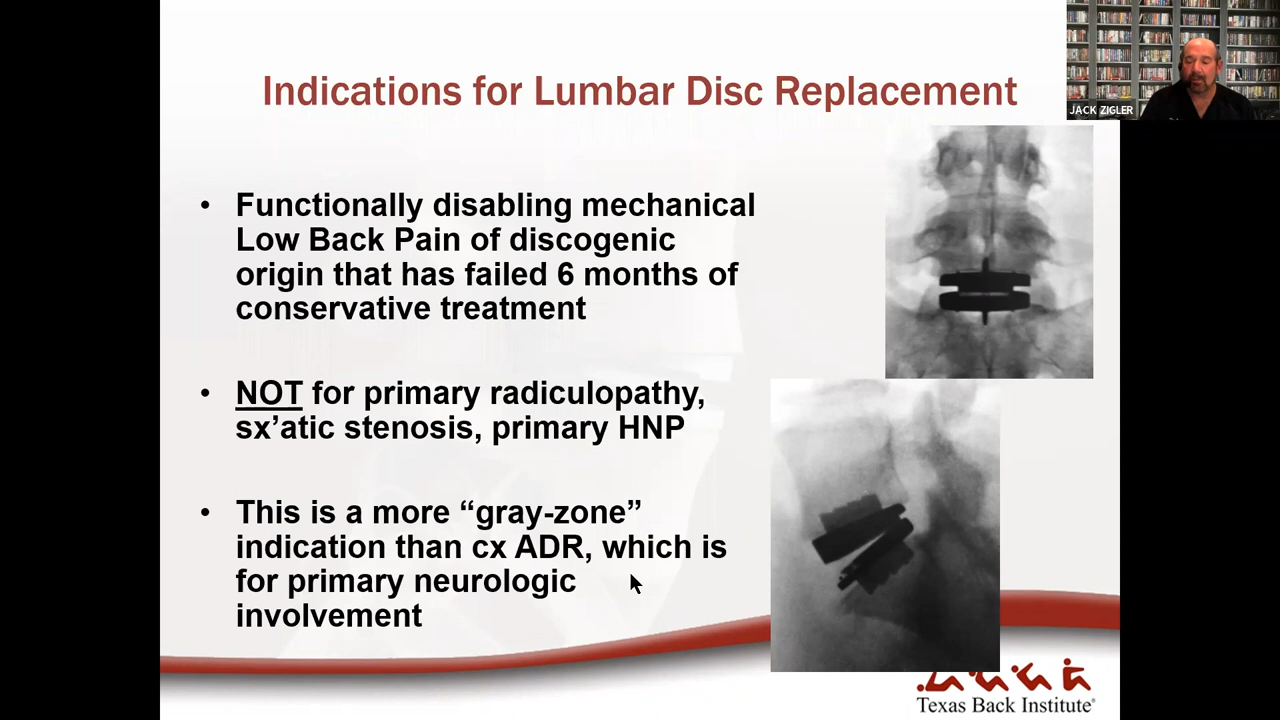 Indications for Lumbar Disc Replacement
JACK ZIGLER
• Functionally disabling mechanical
Low Back Pain of discogenic
origin that has failed 6 months of
conservative treatment
• NOT for primary radiculopathy,
sx’atic stenosis, primary HNP
• This is a more “gray-zone”
indication than cx ADR, which is
for primary neurologic
involvement
Texas Back Institute®